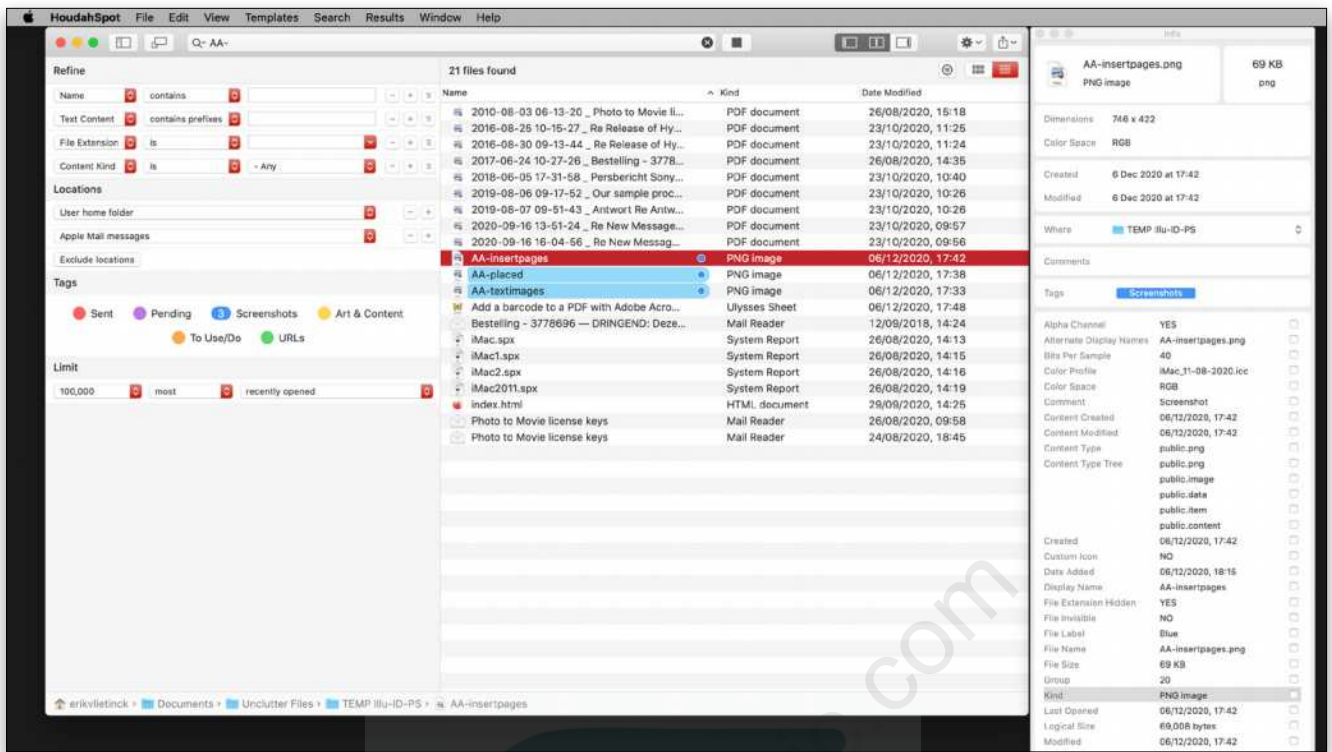 HoudahSpot File Edit View Templates Search Results Window Help
AA-
Info
Refine
Name contains
Text Content contains prefixes
File Extension is
Content Kind is - Any
Locations
User home folder
Apple Mail messages
Exclude locations
Tags
Sent Pending 3 Screenshots Art & Content
To Use/Do URLs
Limit
100,000 most recently opened
21 files found
Name Kind Date Modified
2010-08-03 06-13-20 _ Photo to Movie li... PDF document 26/08/2020, 15:18
2016-08-25 10-15-27 _ Re Release of Hy... PDF document 23/10/2020, 11:25
2016-08-30 09-13-44 _ Re Release of Hy... PDF document 23/10/2020, 11:24
2017-06-24 10-27-26 _ Bestelling - 3778... PDF document 26/08/2020, 14:35
2018-06-05 17-31-58 _ Persbericht Sony... PDF document 23/10/2020, 10:40
2019-08-06 09-17-52 _ Our sample proc... PDF document 23/10/2020, 10:26
2019-08-07 09-51-43 _ Antwort Re Antw... PDF document 23/10/2020, 10:26
2020-09-16 13-51-24 _ Re New Message... PDF document 23/10/2020, 09:57
2020-09-16 16-04-56 _ Re New Messag... PDF document 23/10/2020, 09:56
AA-insertpages PNG image 06/12/2020, 17:42
AA-placed PNG image 06/12/2020, 17:38
AA-textimages PNG image 06/12/2020, 17:33
Add a barcode to a PDF with Adobe Acro... Ulysses Sheet 06/12/2020, 17:48
Bestelling - 3778696 — DRINGEND: Deze... Mail Reader 12/09/2018, 14:24
iMac.spx System Report 26/08/2020, 14:13
iMac1.spx System Report 26/08/2020, 14:15
iMac2.spx System Report 26/08/2020, 14:16
iMac2011.spx System Report 26/08/2020, 14:19
index.html HTML document 29/09/2020, 14:25
Photo to Movie license keys Mail Reader 26/08/2020, 09:58
Photo to Movie license keys Mail Reader 24/08/2020, 18:45
erikvlietinck Documents Unclutter Files TEMP Illu-ID-PS AA-insertpages
AA-insertpages.png 69 KB
PNG image png
Dimensions 746 x 422
Color Space RGB
Created 6 Dec 2020 at 17:42
Modified 6 Dec 2020 at 17:42
Where TEMP Illu-ID-PS
Comments
Tags Screenshots
Alpha Channel YES
Alternate Display Names AA-insertpages.png
Bits Per Sample 40
Color Profile iMac_11-08-2020.icc
Color Space RGB
Comment Screenshot
Content Created 06/12/2020, 17:42
Content Modified 06/12/2020, 17:42
Content Type public.png
Content Type Tree public.png
public.image
public.data
public.item
public.content
Created 06/12/2020, 17:42
Custom Icon NO
Date Added 06/12/2020, 18:15
Display Name AA-insertpages
File Extension Hidden YES
File Invisible NO
File Label Blue
File Name AA-insertpages.png
File Size 69 KB
Group 20
Kind PNG image
Last Opened 06/12/2020, 17:42
Logical Size 69,008 bytes
Modified 06/12/2020, 17:42
com